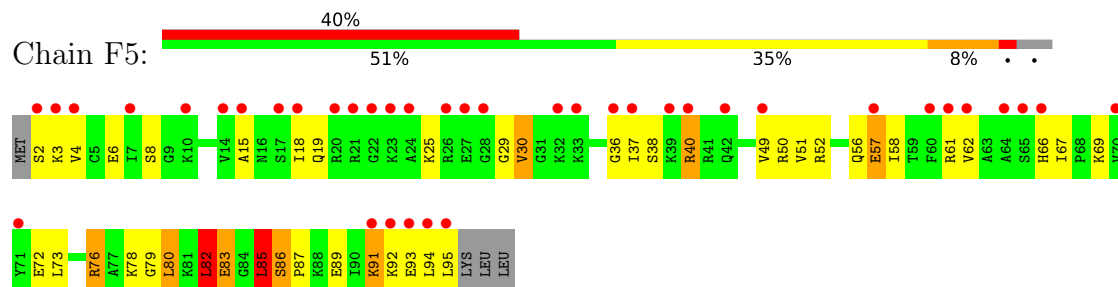 40%
Chain F5:
51% 35% 8% • •
MET S2 K3 V4 C5 E6 I7 S8 G9 K10 V14 A15 N16 S17 I18 Q19 R20 R21 G22 K23 A24 K25 R26 E27 G28 G29 V30 G31 K32 K33 G36 I37 S38 K39 R40 R41 Q42 V49 R50 V51 R52 Q56 E57 I58 T59 F60 R61 V62 A63 A64 S65 H66 I67 P68 K69
Y71 E72 L73 R76 A77 K78 G79 L80 K81 L82 E83 G84 L85 S86 P87 K88 E89 I90 K91 K92 E93 L94 L95 LYS LEU LEU